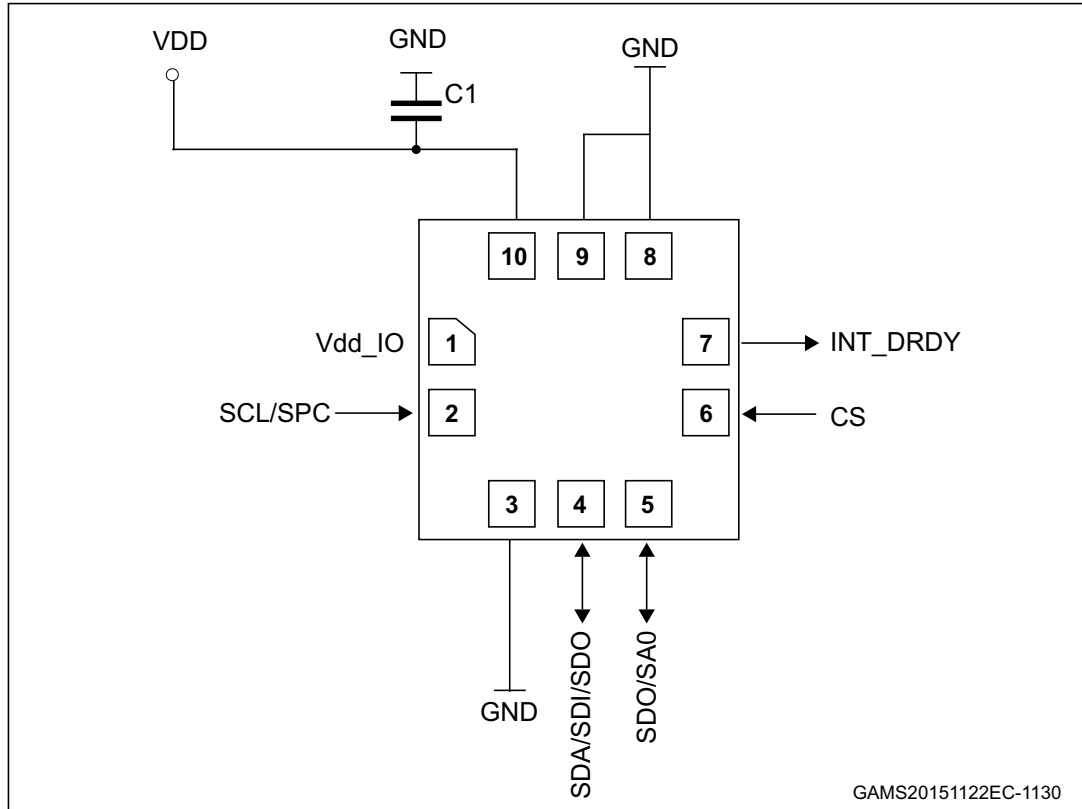 VDD
GND
C1
GND
10
9
8
Vdd_IO
1
7
INT_DRDY
SCL/SPC
2
6
CS
3
4
5
GND
SDA/SDI/SDO
SDO/SA0
GAMS20151122EC-1130